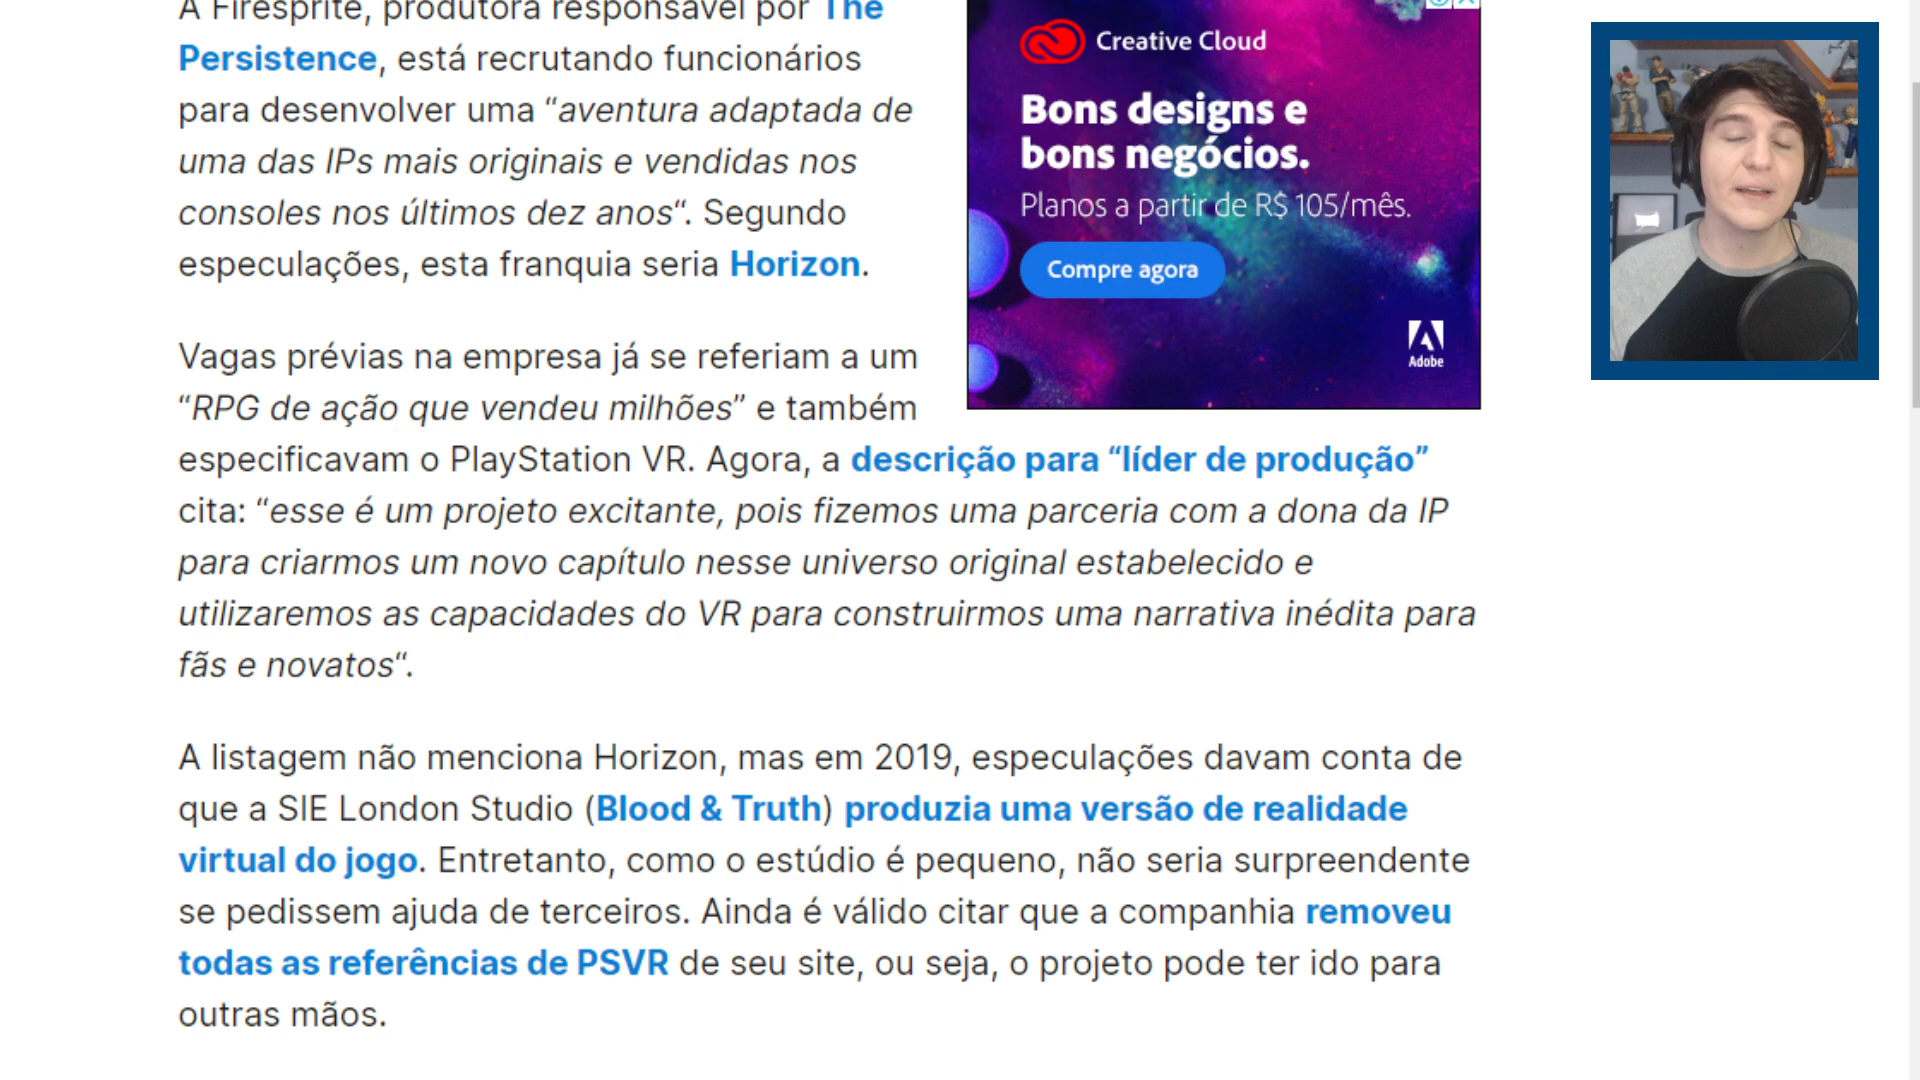 A Firesprite, produtora responsável por The
Persistence, está recrutando funcionários
para desenvolver uma “aventura adaptada de
uma das IPs mais originais e vendidas nos
consoles nos últimos dez anos“. Segundo
especulações, esta franquia seria Horizon.
Creative Cloud
Bons designs e
bons negócios.
Planos a partir de R$ 105/mês.
Compre agora
Adobe
Vagas prévias na empresa já se referiam a um
“RPG de ação que vendeu milhões” e também
especificavam o PlayStation VR. Agora, a descrição para “líder de produção”
cita: “esse é um projeto excitante, pois fizemos uma parceria com a dona da IP
para criarmos um novo capítulo nesse universo original estabelecido e
utilizaremos as capacidades do VR para construirmos uma narrativa inédita para
fãs e novatos“.
A listagem não menciona Horizon, mas em 2019, especulações davam conta de
que a SIE London Studio (Blood & Truth) produzia uma versão de realidade
virtual do jogo. Entretanto, como o estúdio é pequeno, não seria surpreendente
se pedissem ajuda de terceiros. Ainda é válido citar que a companhia removeu
todas as referências de PSVR de seu site, ou seja, o projeto pode ter ido para
outras mãos.